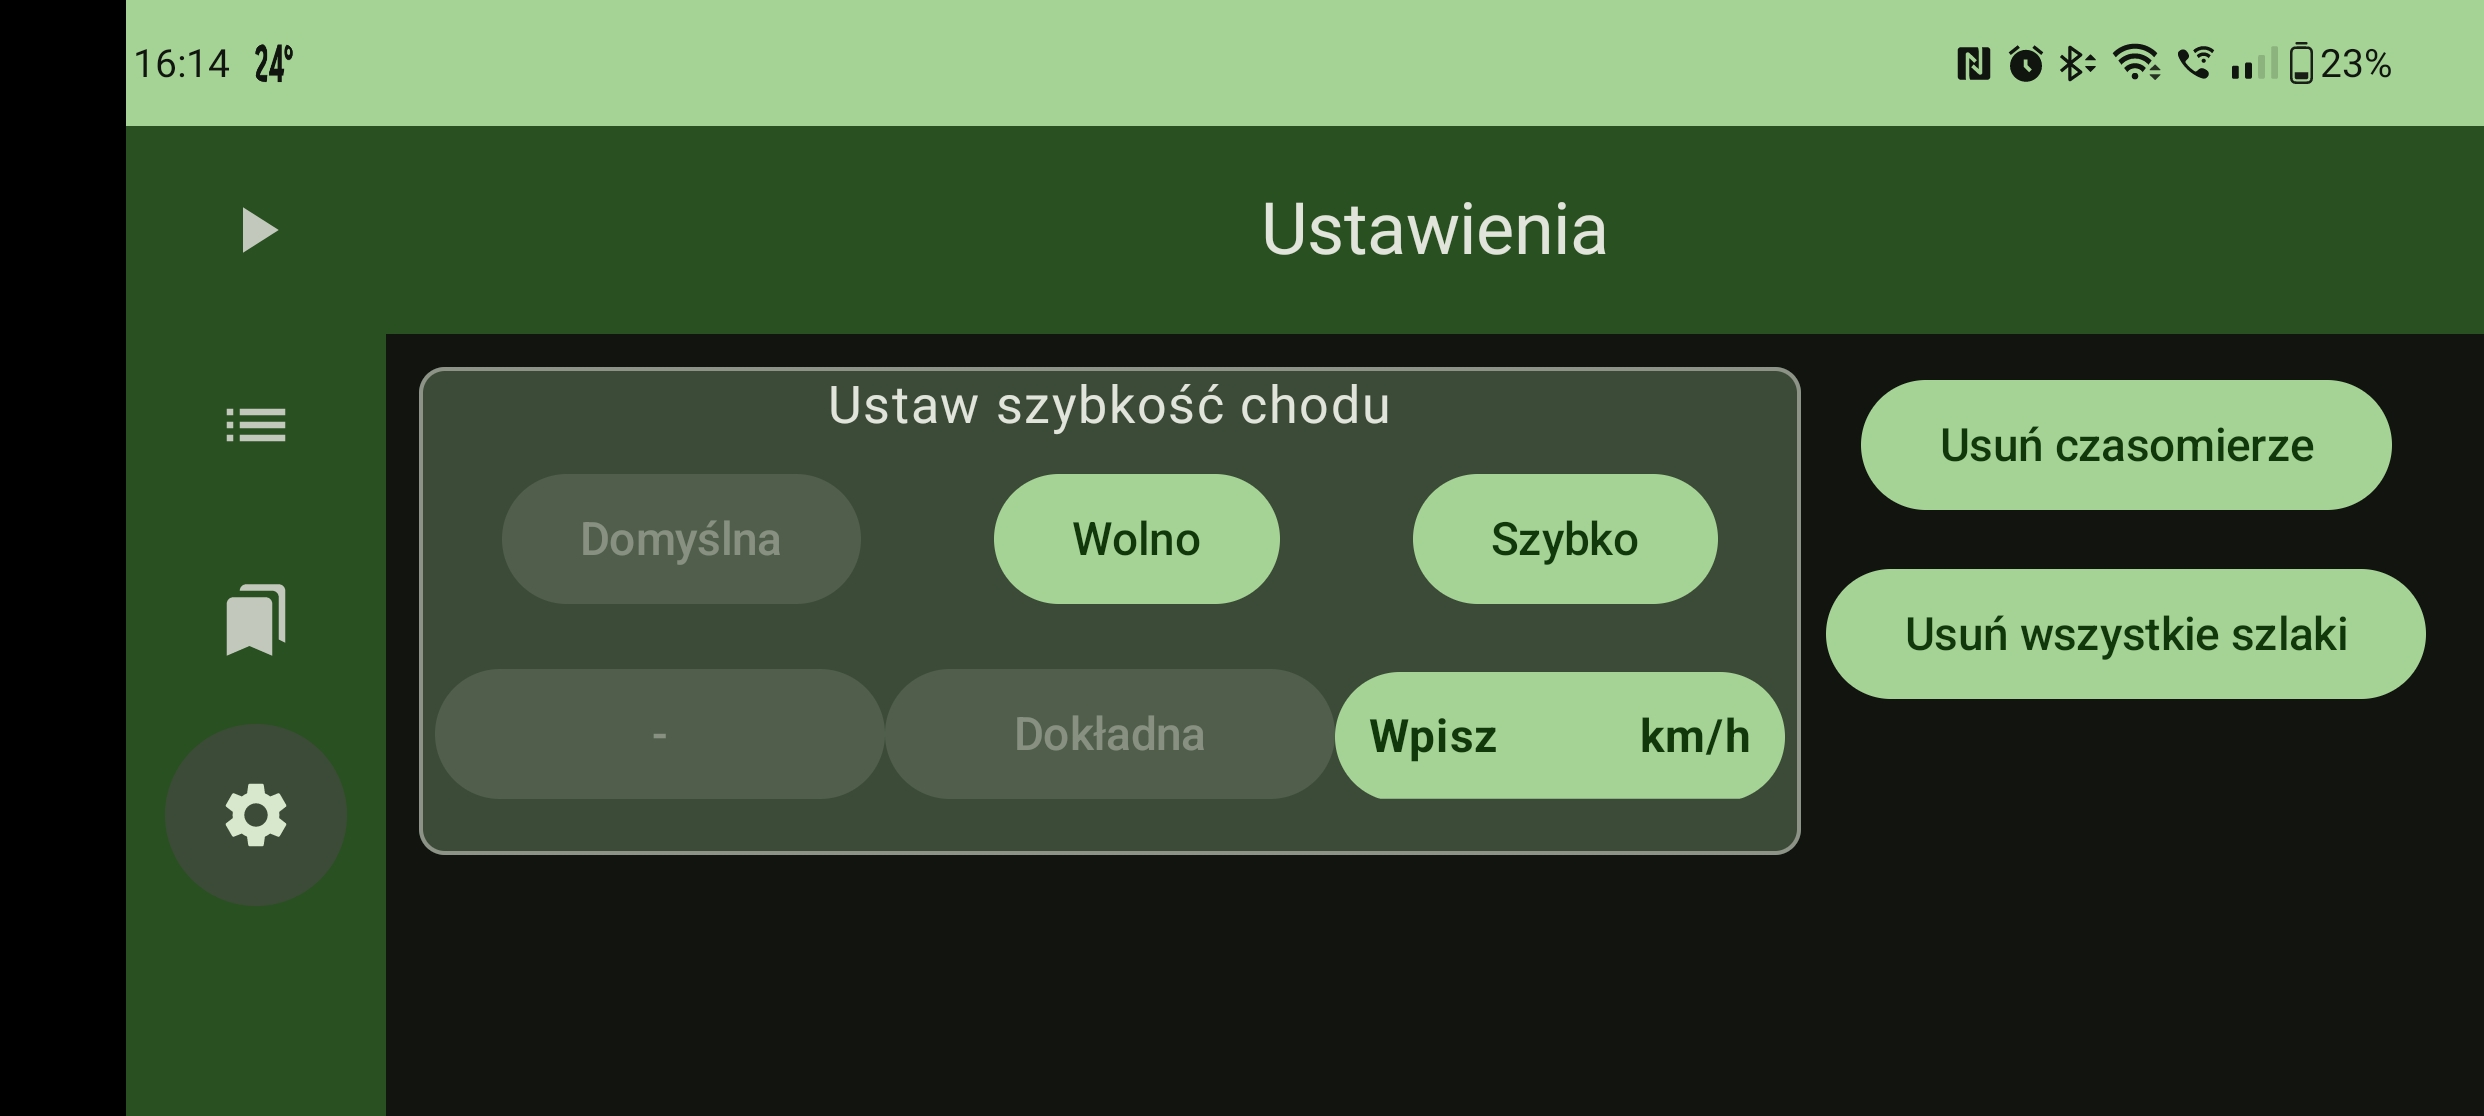 16:14 24°
23%
Ustawienia
Ustaw szybkość chodu
Domyślna Wolno Szybko
- Dokładna Wpisz km/h
Usuń czasomierze
Usuń wszystkie szlaki